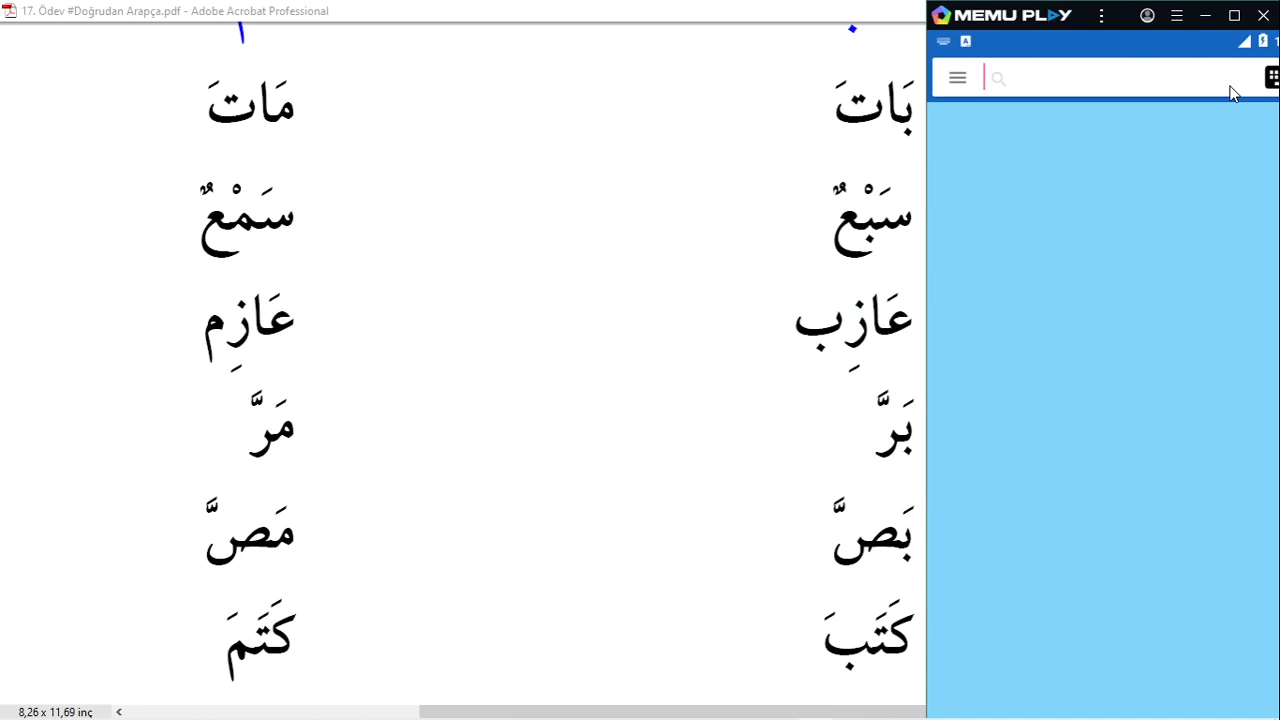 17. Ödev #Doğrudan Arapça.pdf - Adobe Acrobat Professional
MEMU PLAY
بَاتَ مَاتَ
سَبْعٌ سَمْعٌ
عَازِب عَازِم
بَرَّ مَرَّ
بَصَّ مَصَّ
كَتَبَ كَتَمَ
8,26 x 11,69 inç